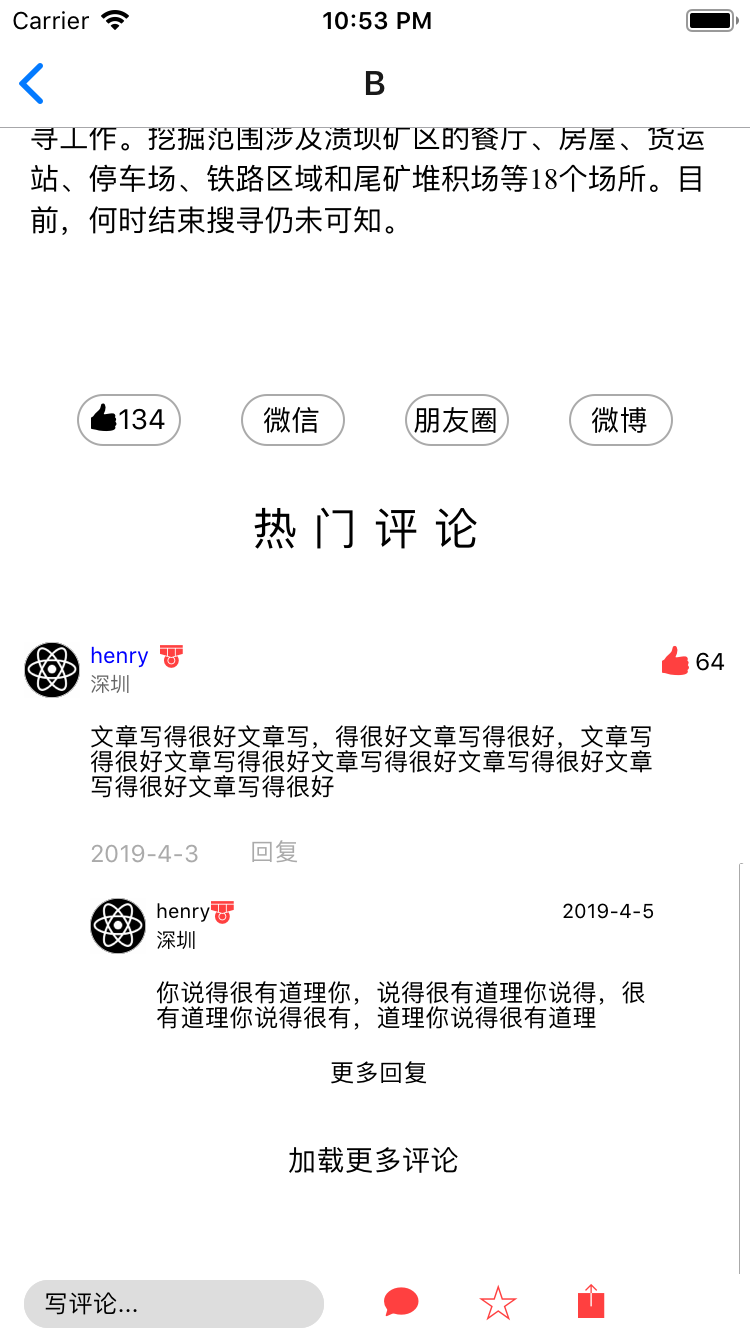 Carrier 10:53 PM
B
寻工作。挖掘范围涉及溃坝矿区的餐厅、房屋、货运
站、停车场、铁路区域和尾矿堆积场等18个场所。目
前，何时结束搜寻仍未可知。
134 微信 朋友圈 微博
热门评论
henry 64
深圳
文章写得很好文章写，得很好文章写得很好，文章写
得很好文章写得很好文章写得很好文章写得很好文章
写得很好文章写得很好
2019-4-3 回复
henry 2019-4-5
深圳
你说得很有道理你，说得很有道理你说得，很
有道理你说得很有，道理你说得很有道理
更多回复
加载更多评论
写评论...